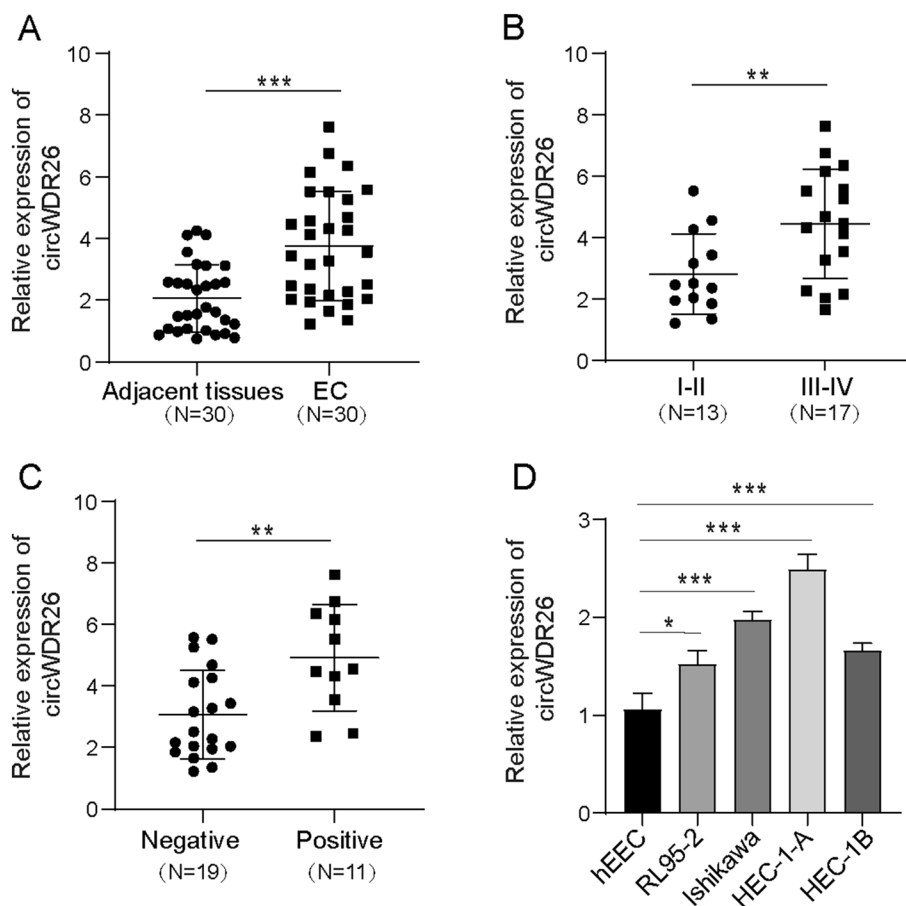 A
Relative expression of
circWDR26
10
8
6
4
2
0
***
Adjacent tissues
(N=30)
EC
(N=30)
B
Relative expression of
circWDR26
10
8
6
4
2
0
**
I-II
(N=13)
III-IV
(N=17)
C
Relative expression of
circWDR26
10
8
6
4
2
0
**
Negative
(N=19)
Positive
(N=11)
D
Relative expression of
circWDR26
3
2
1
0
***
***
***
*
hEEC
RL95-2
Ishikawa
HEC-1-A
HEC-1B